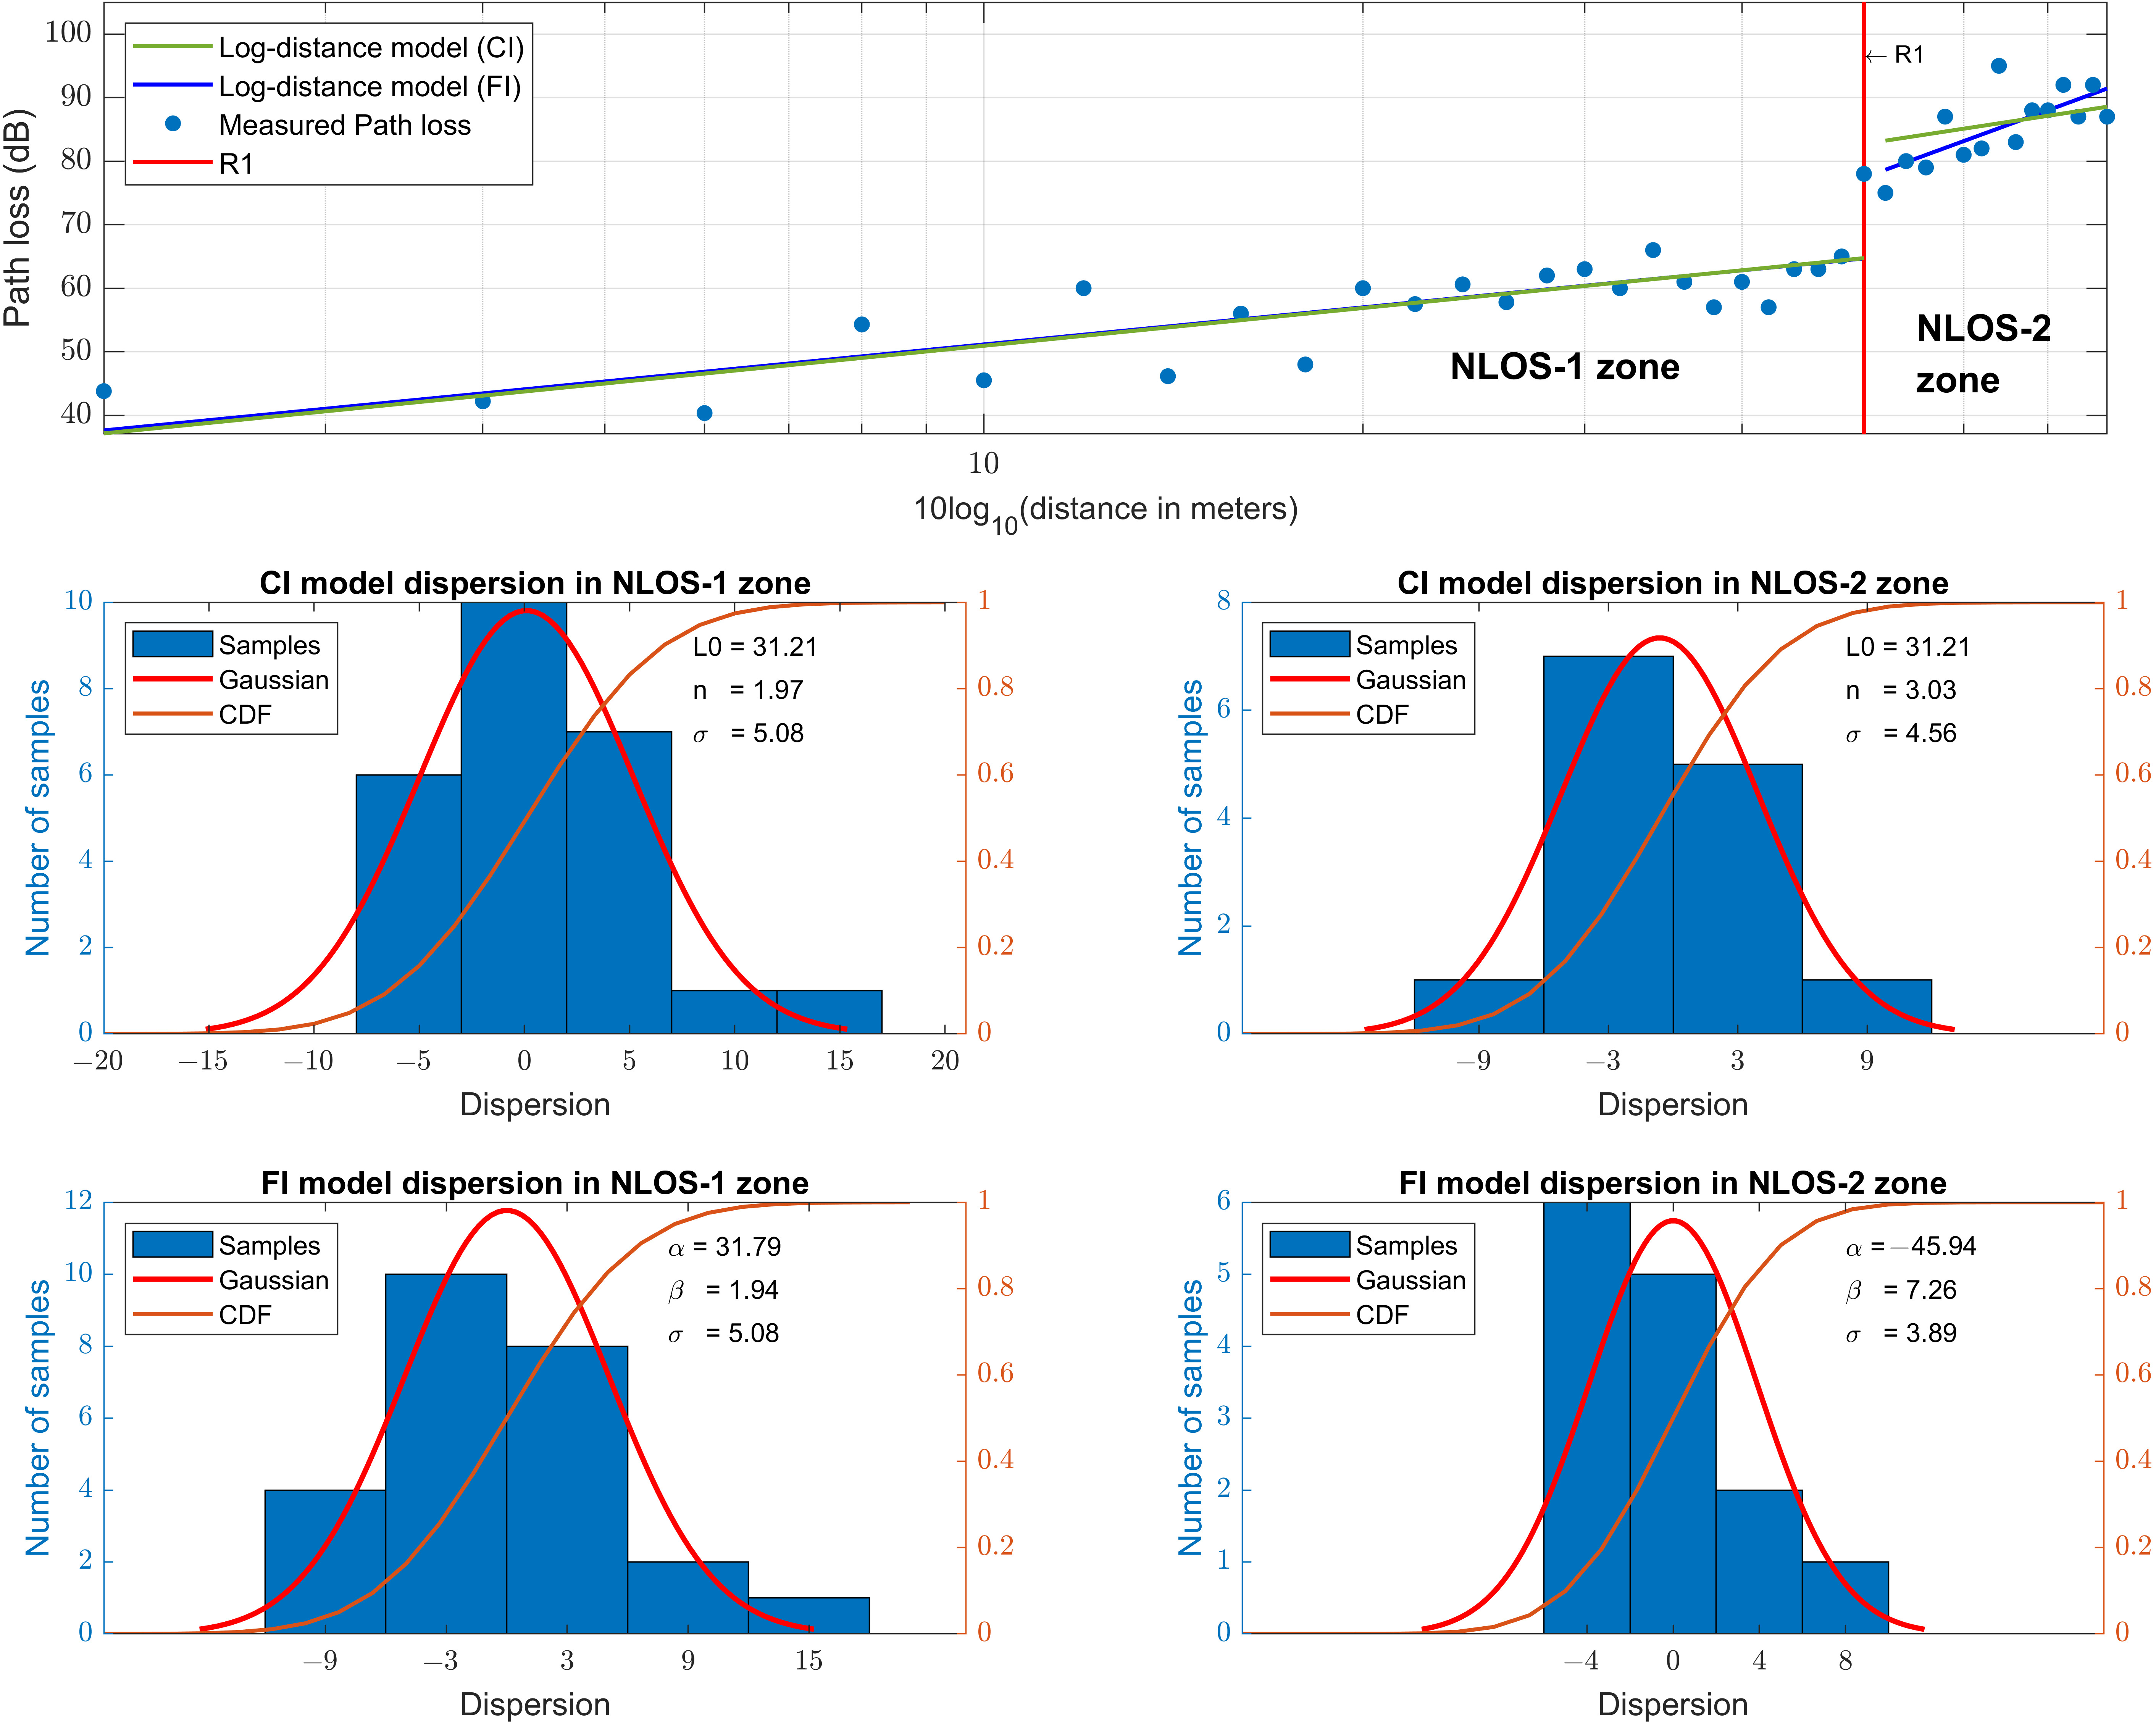 Path loss (dB)
100
90
80
70
60
50
40
Log-distance model (CI)
Log-distance model (FI)
Measured Path loss
R1
← R1
NLOS-1 zone
NLOS-2
zone
10
10log10(distance in meters)
CI model dispersion in NLOS-1 zone
Number of samples
10
8
6
4
2
0
Samples
Gaussian
CDF
L0 = 31.21
n = 1.97
σ = 5.08
1
0.8
0.6
0.4
0.2
0
−20 −15 −10 −5 0 5 10 15 20
Dispersion
CI model dispersion in NLOS-2 zone
Number of samples
8
6
4
2
0
Samples
Gaussian
CDF
L0 = 31.21
n = 3.03
σ = 4.56
1
0.8
0.6
0.4
0.2
0
−9 −3 3 9
Dispersion
FI model dispersion in NLOS-1 zone
Number of samples
12
10
8
6
4
2
0
Samples
Gaussian
CDF
α = 31.79
β = 1.94
σ = 5.08
1
0.8
0.6
0.4
0.2
0
−9 −3 3 9 15
Dispersion
FI model dispersion in NLOS-2 zone
Number of samples
6
5
4
3
2
1
0
Samples
Gaussian
CDF
α =−45.94
β = 7.26
σ = 3.89
1
0.8
0.6
0.4
0.2
0
−4 0 4 8
Dispersion